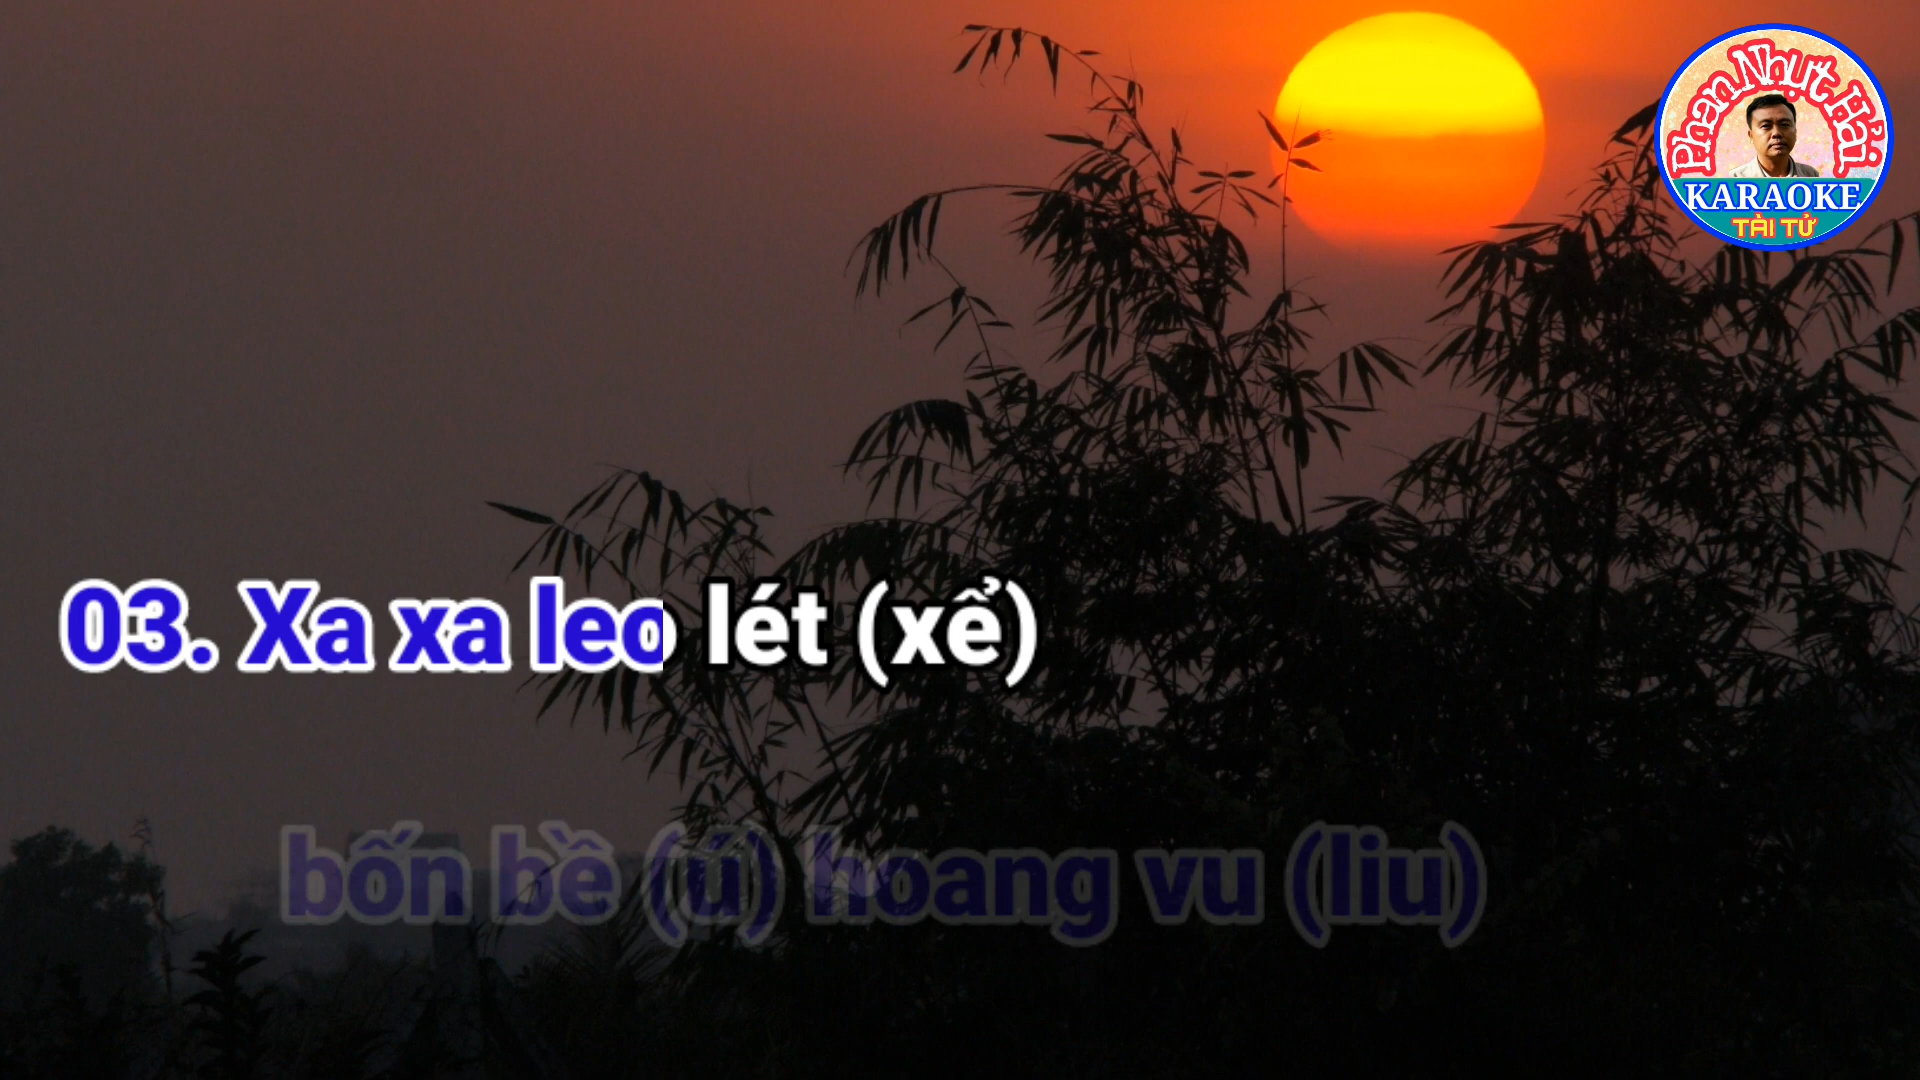 Phan Nhựt Hải
KARAOKE
TÀI TỬ
03. Xa xa leo lét (xể)
bốn bề (ú) hoang vu (liu)